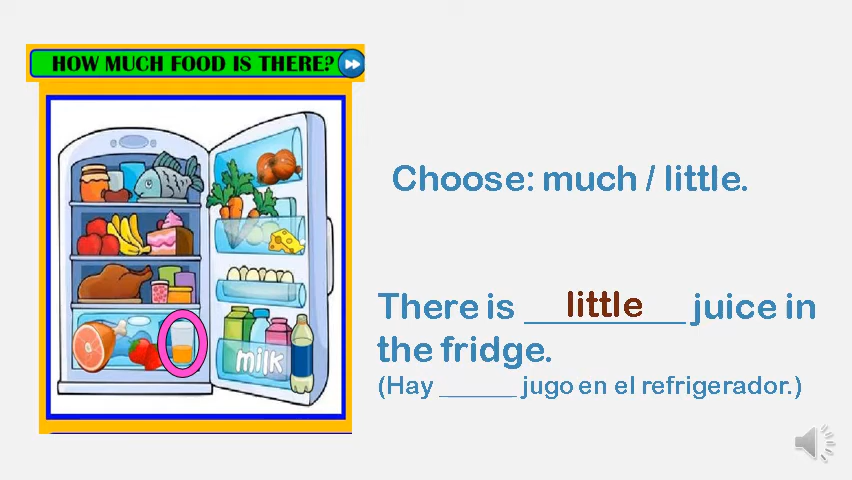 HOW MUCH FOOD IS THERE?
Choose: much / little.
There is __little__ juice in
the fridge.
(Hay ______ jugo en el refrigerador.)
milk